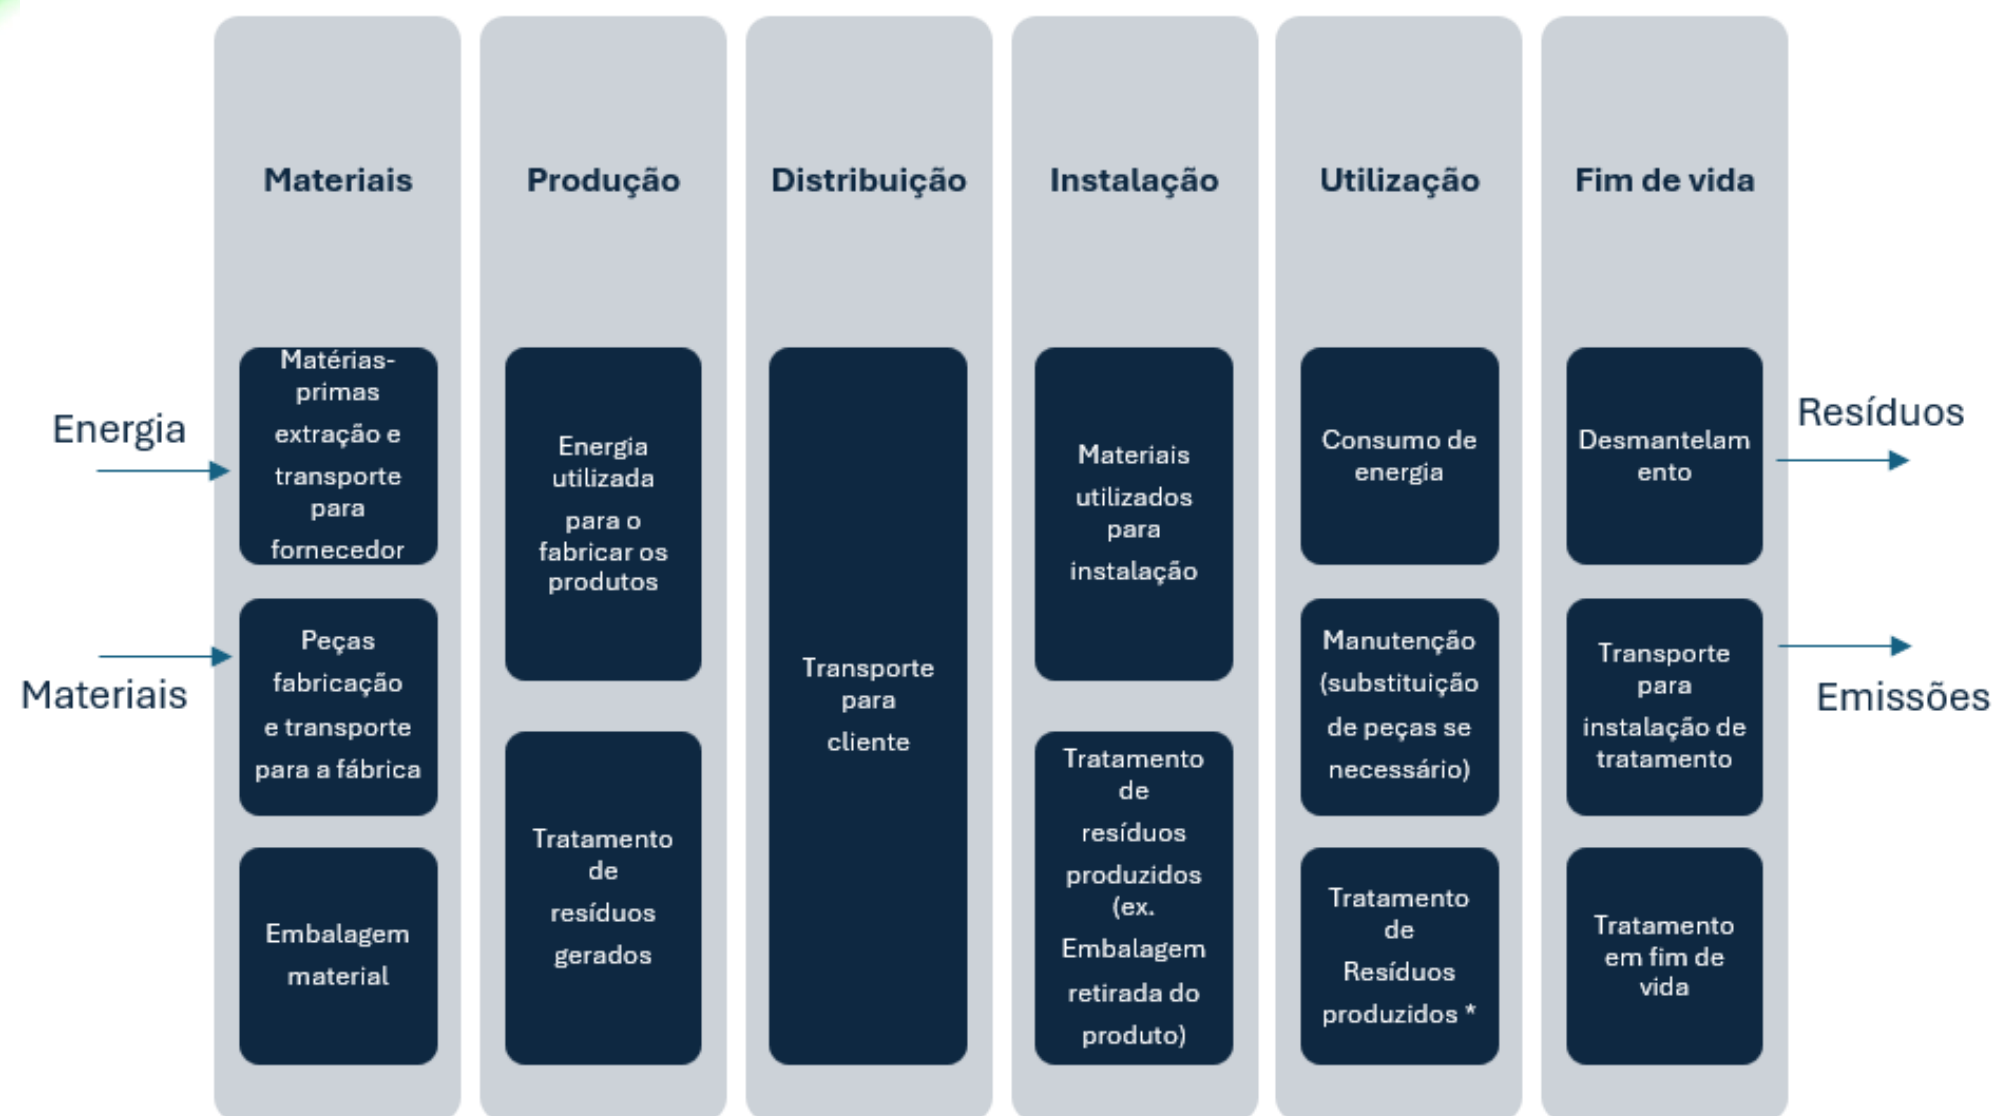 Materiais
Produção
Distribuição
Instalação
Utilização
Fim de vida
Energia
Materiais
Matérias-
primas
extração e
transporte
para
fornecedor
Peças
fabricação
e transporte
para a fábrica
Embalagem
material
Energia
utilizada
para o
fabricar os
produtos
Tratamento
de
resíduos
gerados
Transporte
para
cliente
Materiais
utilizados
para
instalação
Tratamento
de
resíduos
produzidos
(ex.
Embalagem
retirada do
produto)
Consumo de
energia
Manutenção
(substituição
de peças se
necessário)
Tratamento
de
Resíduos
produzidos *
Desmantelam
ento
Transporte
para
instalação de
tratamento
Tratamento
em fim de
vida
Resíduos
Emissões